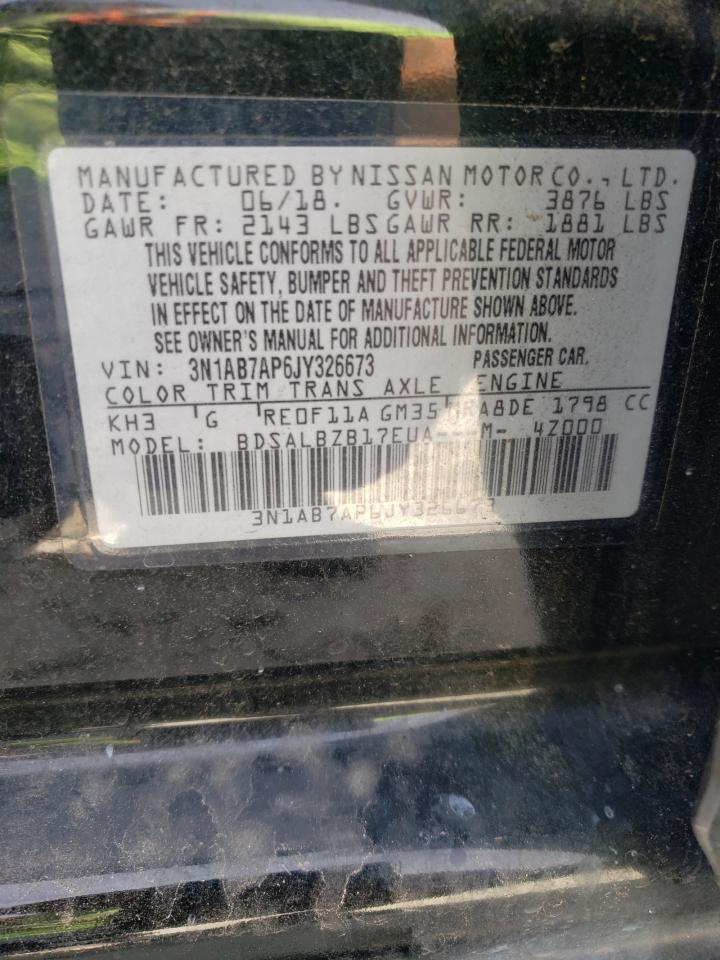 MANUFACTURED BY NISSAN MOTOR CO., LTD.
DATE: 06/18. GVWR: 3876 LBS
GAWR FR: 2143 LBS GAWR RR: 1881 LBS
THIS VEHICLE CONFORMS TO ALL APPLICABLE FEDERAL MOTOR
VEHICLE SAFETY, BUMPER AND THEFT PREVENTION STANDARDS
IN EFFECT ON THE DATE OF MANUFACTURE SHOWN ABOVE.
SEE OWNER'S MANUAL FOR ADDITIONAL INFORMATION.
VIN: 3N1AB7AP6JY326673 PASSENGER CAR.
COLOR TRIM TRANS AXLE ENGINE
KH3 G RE0F11A GM35 MRA8DE 1798 CC
MODEL: BDSALBZB17EUA---M- 4Z000
3N1AB7AP6JY326673